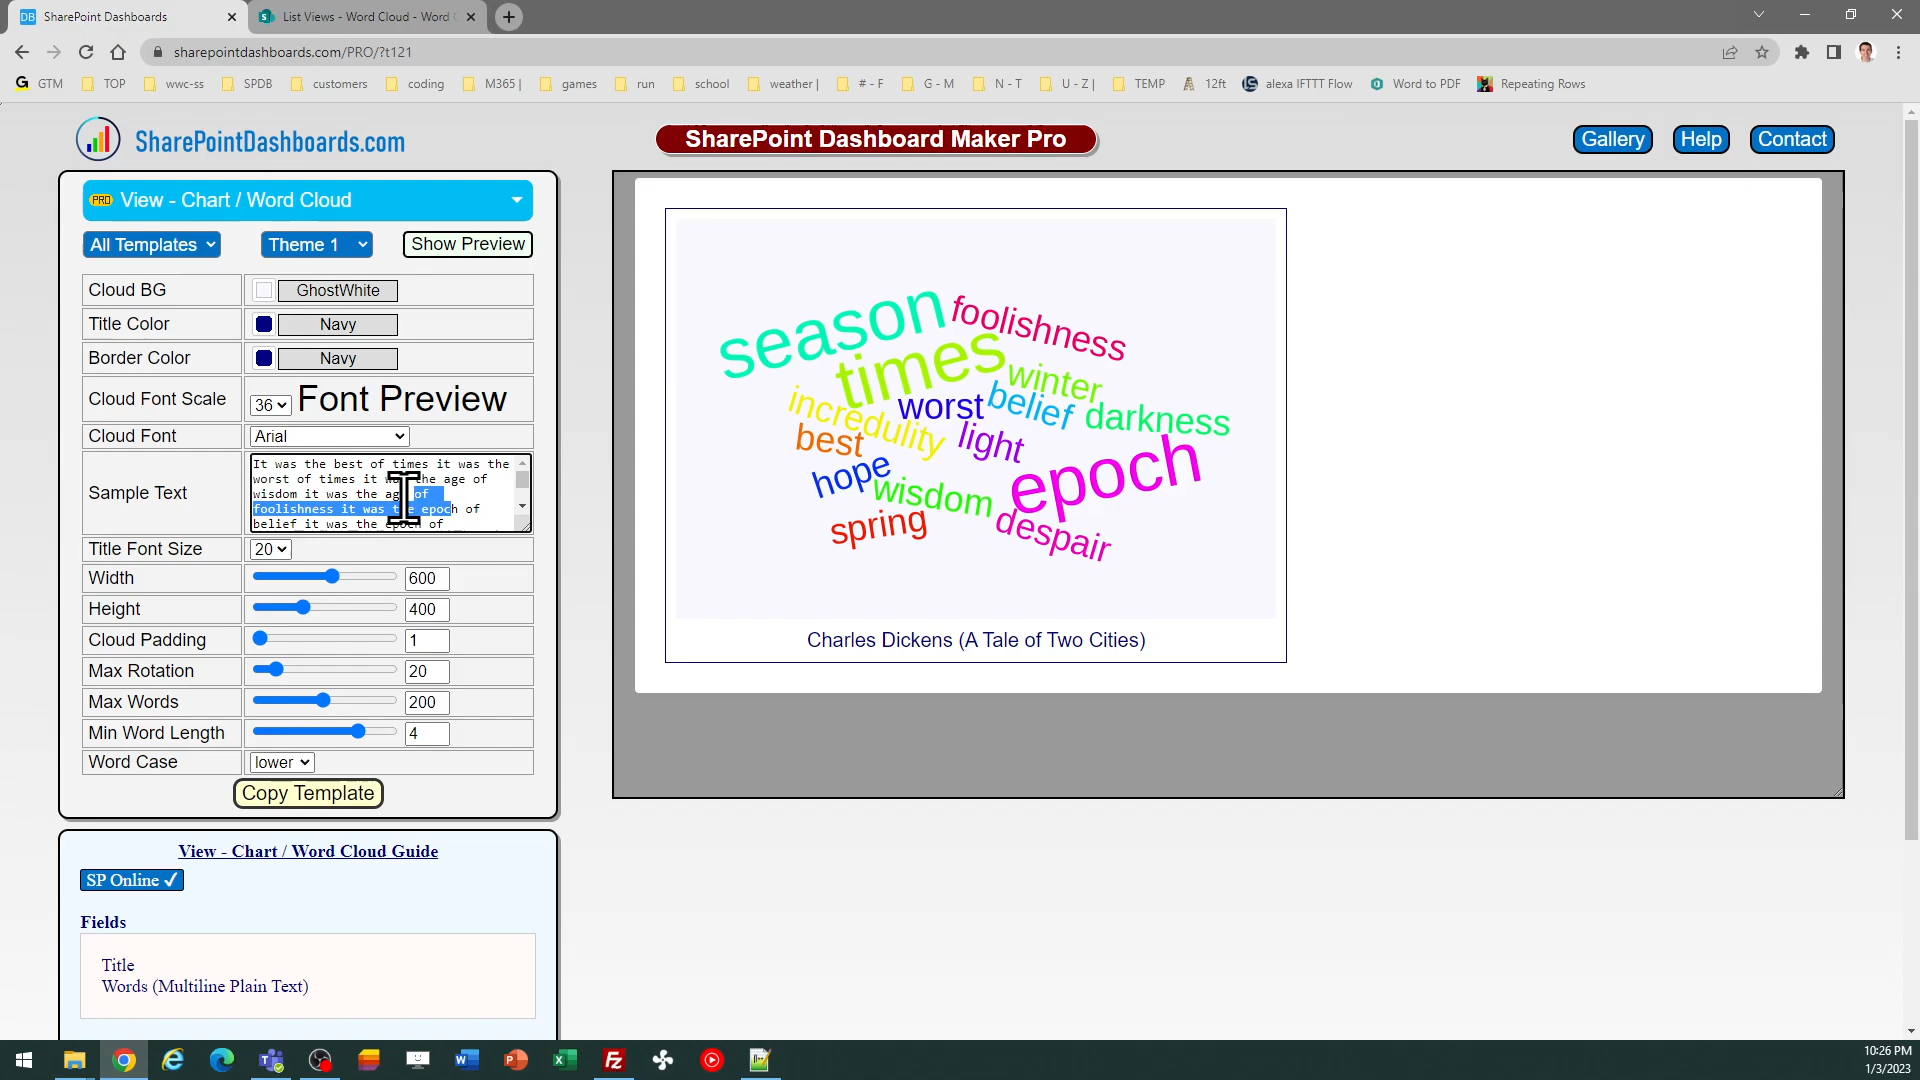 SharePoint Dashboards
List Views - Word Cloud - Word
sharepointdashboards.com/PRO/?t121
GTM TOP wwc-ss SPDB customers coding M365 | games run school weather | # - F G - M N - T U - Z | TEMP 12ft alexa IFTTT Flow Word to PDF Repeating Rows
SharePointDashboards.com
SharePoint Dashboard Maker Pro
Gallery Help Contact
PRO View - Chart / Word Cloud
All Templates Theme 1 Show Preview
Cloud BG GhostWhite
Title Color Navy
Border Color Navy
Cloud Font Scale 36 Font Preview
Cloud Font Arial
Sample Text
It was the best of times it was the
worst of times it was the age of
wisdom it was the age of
foolishness it was the epoch of
belief it was the epoch of
Title Font Size 20
Width 600
Height 400
Cloud Padding 1
Max Rotation 20
Max Words 200
Min Word Length 4
Word Case lower
Copy Template
View - Chart / Word Cloud Guide
SP Online ✓
Fields
Title
Words (Multiline Plain Text)
season
foolishness
times
winter
incredulity
worst
belief
darkness
best
light
hope
epoch
wisdom
spring
despair
Charles Dickens (A Tale of Two Cities)
10:26 PM
1/3/2023